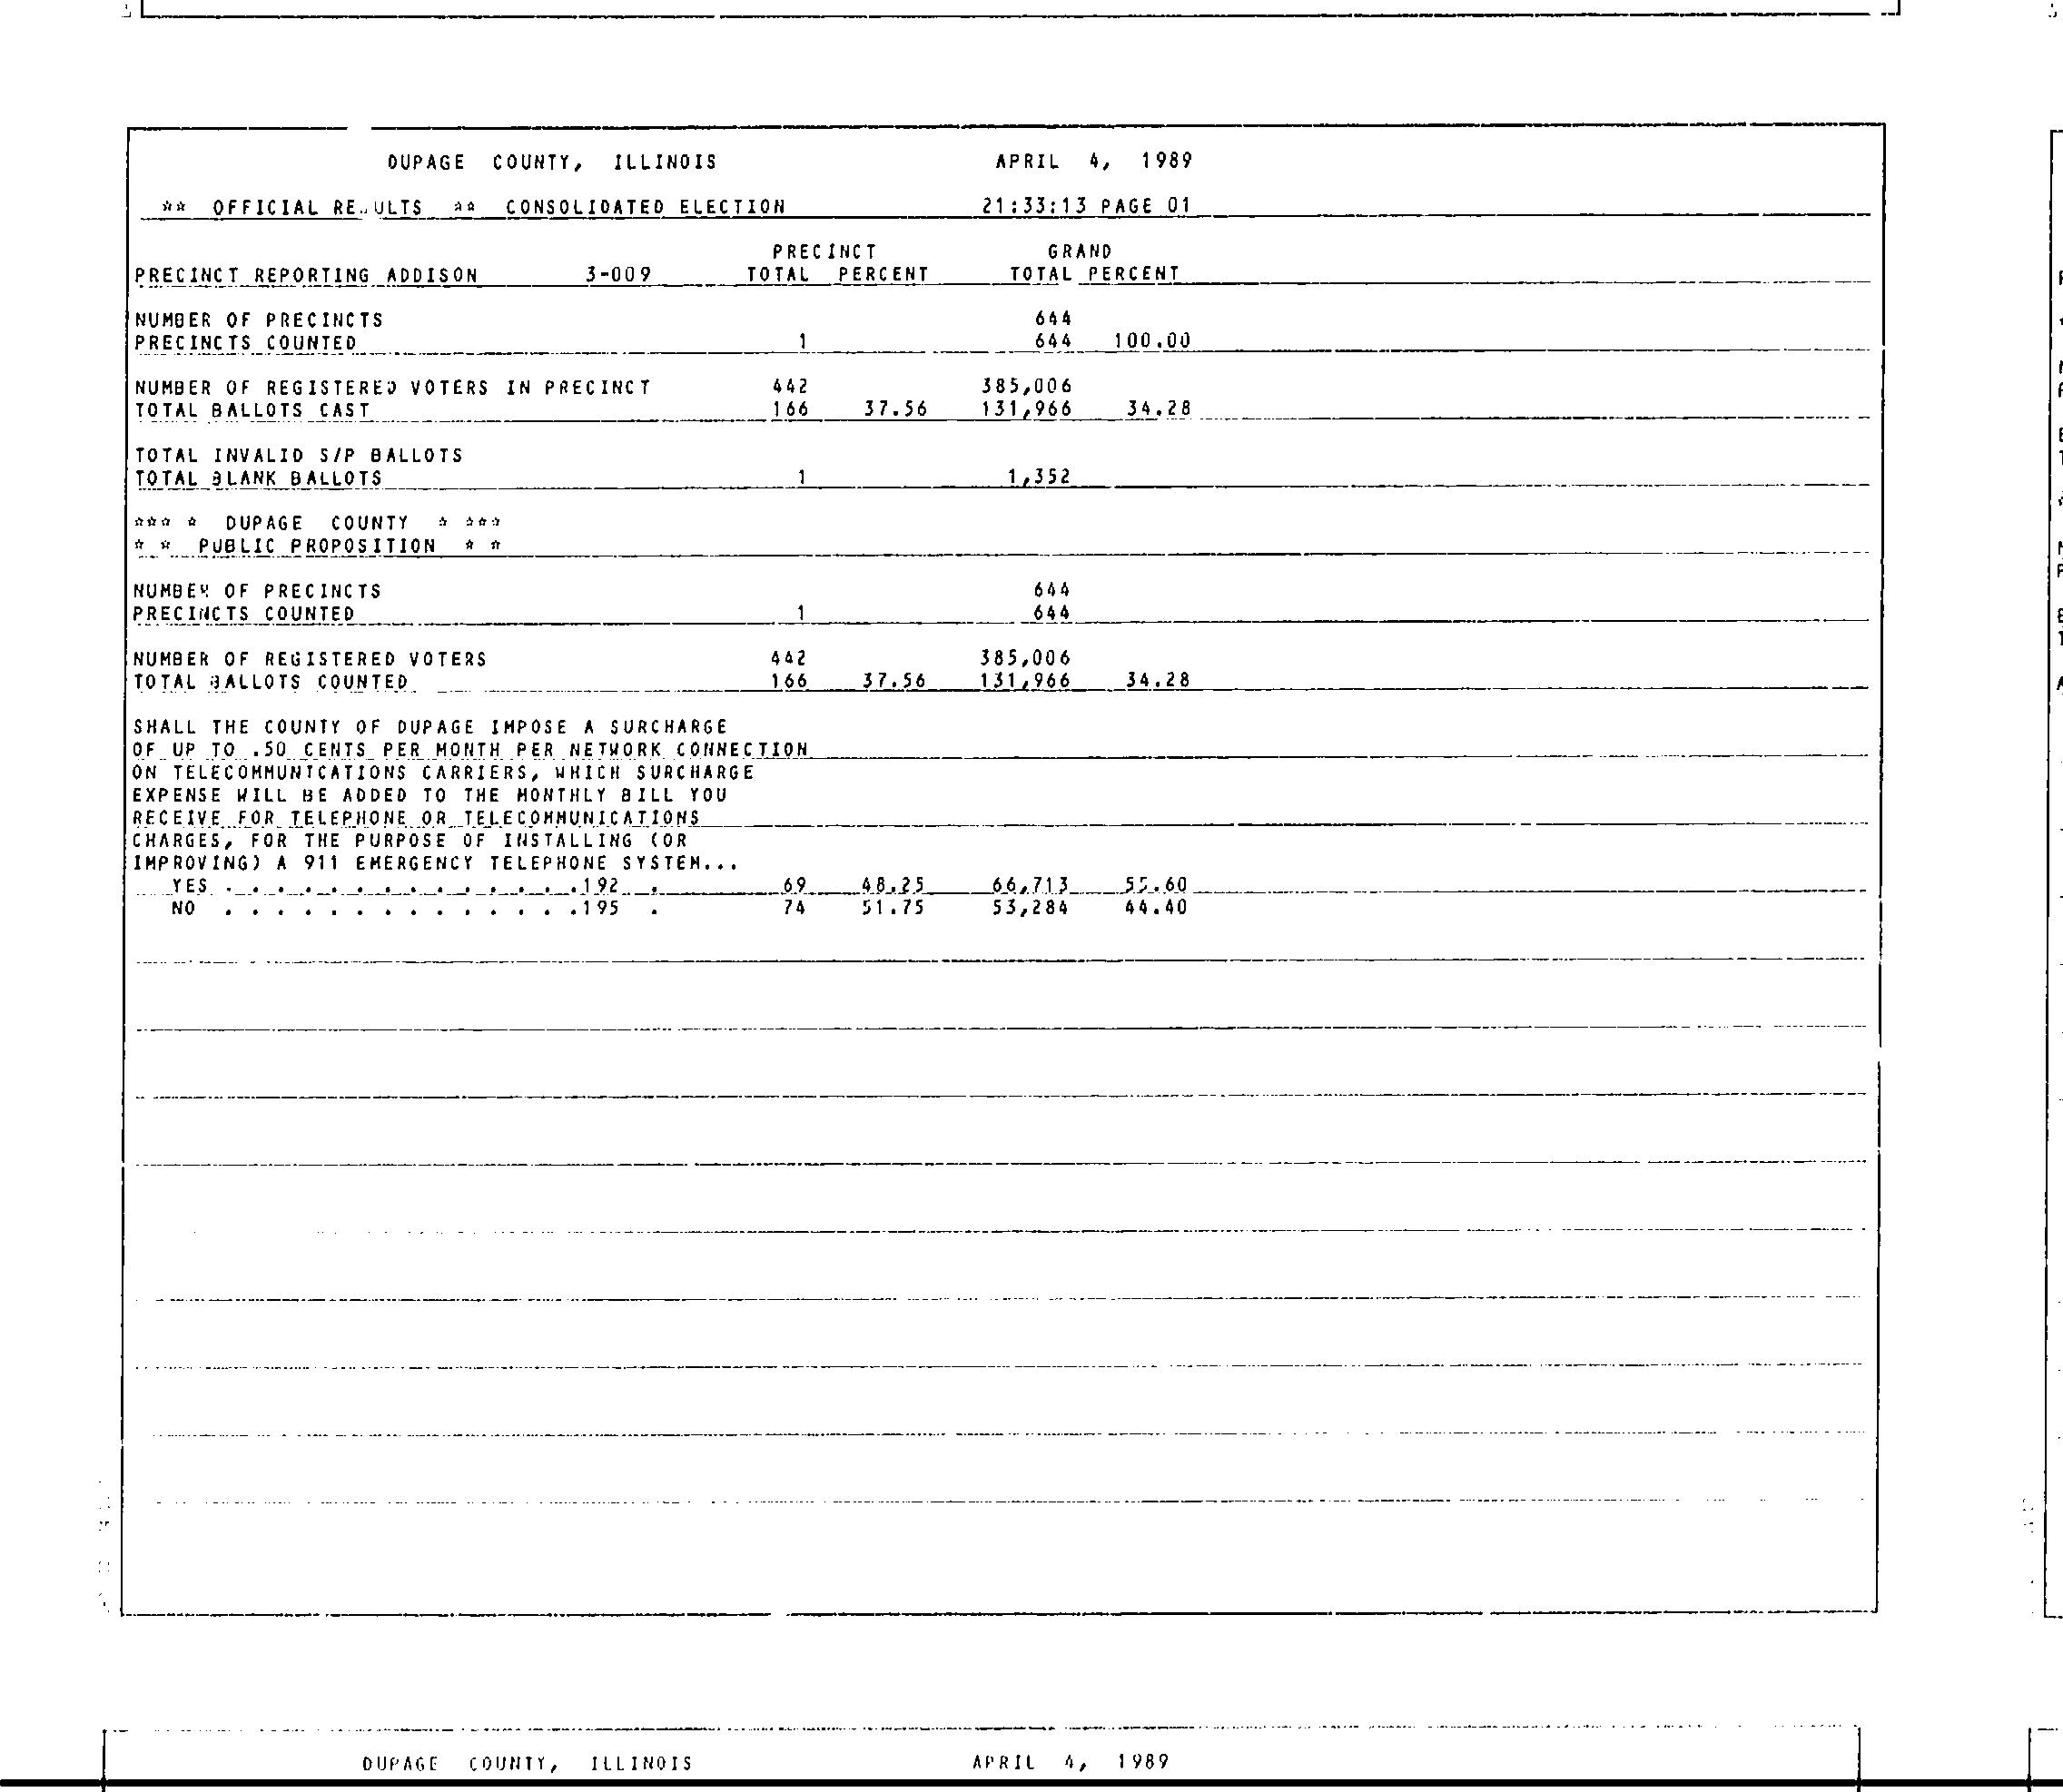 DUPAGE COUNTY, ILLINOIS APRIL 4, 1989
** OFFICIAL RE ULTS ** CONSOLIDATED ELECTION 21:33:13 PAGE 01
PRECINCT GRAND
PRECINCT REPORTING ADDISON 3-009 TOTAL PERCENT TOTAL PERCENT
NUMBER OF PRECINCTS 644
PRECINCTS COUNTED 1 644 100.00
NUMBER OF REGISTERED VOTERS IN PRECINCT 442 385,006
TOTAL BALLOTS CAST 166 37.56 131,966 34.28
TOTAL INVALID S/P BALLOTS
TOTAL BLANK BALLOTS 1 1,352
*** * DUPAGE COUNTY * ***
* * PUBLIC PROPOSITION * *
NUMBER OF PRECINCTS 644
PRECINCTS COUNTED 1 644
NUMBER OF REGISTERED VOTERS 442 385,006
TOTAL BALLOTS COUNTED 166 37.56 131,966 34.28
SHALL THE COUNTY OF DUPAGE IMPOSE A SURCHARGE
OF UP TO .50 CENTS PER MONTH PER NETWORK CONNECTION
ON TELECOMMUNICATIONS CARRIERS, WHICH SURCHARGE
EXPENSE WILL BE ADDED TO THE MONTHLY BILL YOU
RECEIVE FOR TELEPHONE OR TELECOMMUNICATIONS
CHARGES, FOR THE PURPOSE OF INSTALLING (OR
IMPROVING) A 911 EMERGENCY TELEPHONE SYSTEM...
YES . . . . . . . . . . . . . .192 . 69 48.25 66,713 55.60
NO . . . . . . . . . . . . . .195 . 74 51.75 53,284 44.40
DUPAGE COUNTY, ILLINOIS APRIL 4, 1989